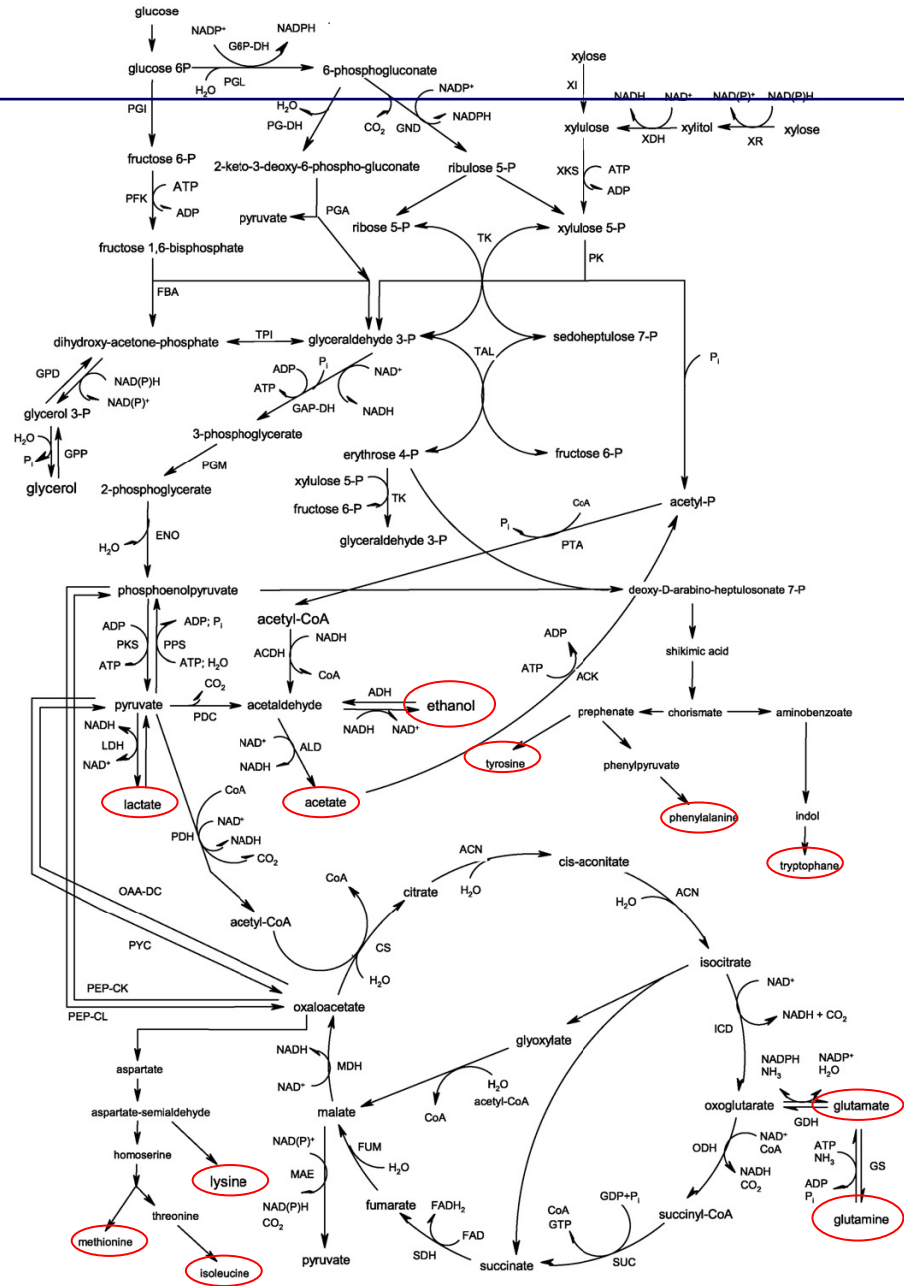 glucose
NADP⁺
NADPH
G6P-DH
glucose 6P
PGL
H₂O
6-phosphogluconate
xylose
PGI
H₂O
PG-DH
CO₂
GND
NADP⁺
NADPH
XI
NADH
NAD⁺
NAD(P)⁺
NAD(P)H
xylulose
XDH
xylitol
XR
xylose
fructose 6-P
2-keto-3-deoxy-6-phospho-gluconate
ribulose 5-P
XKS
ATP
ADP
PFK
ATP
ADP
pyruvate
PGA
ribose 5-P
TK
xylulose 5-P
PK
fructose 1,6-bisphosphate
FBA
dihydroxy-acetone-phosphate
TPI
glyceraldehyde 3-P
sedoheptulose 7-P
TAL
Pᵢ
GPD
NAD(P)H
NAD(P)⁺
ADP
Pᵢ
ATP
NAD⁺
NADH
GAP-DH
glycerol 3-P
H₂O
Pᵢ
GPP
glycerol
3-phosphoglycerate
PGM
2-phosphoglycerate
erythrose 4-P
fructose 6-P
xylulose 5-P
fructose 6-P
TK
glyceraldehyde 3-P
acetyl-P
CoA
Pᵢ
PTA
ENO
H₂O
phosphoenolpyruvate
deoxy-D-arabino-heptulosonate 7-P
ADP
PKS
ATP
ADP; Pᵢ
PPS
ATP; H₂O
acetyl-CoA
NADH
ACDH
CoA
ADP
ATP
ACK
shikimic acid
pyruvate
CO₂
PDC
acetaldehyde
ADH
NADH
NAD⁺
ethanol
prephenate
chorismate
aminobenzoate
NADH
LDH
NAD⁺
NAD⁺
NADH
ALD
tyrosine
phenylpyruvate
lactate
acetate
phenylalanine
indol
tryptophane
CoA
NAD⁺
PDH
NADH
CO₂
OAA-DC
PYC
PEP-CK
PEP-CL
acetyl-CoA
CoA
CS
H₂O
citrate
ACN
H₂O
cis-aconitate
H₂O
ACN
isocitrate
oxaloacetate
NAD⁺
NADH + CO₂
ICD
glyoxylate
NADH
MDH
NAD⁺
H₂O
acetyl-CoA
CoA
aspartate
aspartate-semialdehyde
malate
NADPH
NH₃
NADP⁺
H₂O
oxoglutarate
GDH
glutamate
homoserine
lysine
NAD(P)⁺
MAE
NAD(P)H
CO₂
FUM
H₂O
ODH
NAD⁺
CoA
NADH
CO₂
ATP
NH₃
GS
ADP
Pᵢ
threonine
methionine
isoleucine
fumarate
FADH₂
FAD
SDH
CoA
GTP
GDP+Pᵢ
SUC
succinyl-CoA
glutamine
pyruvate
succinate